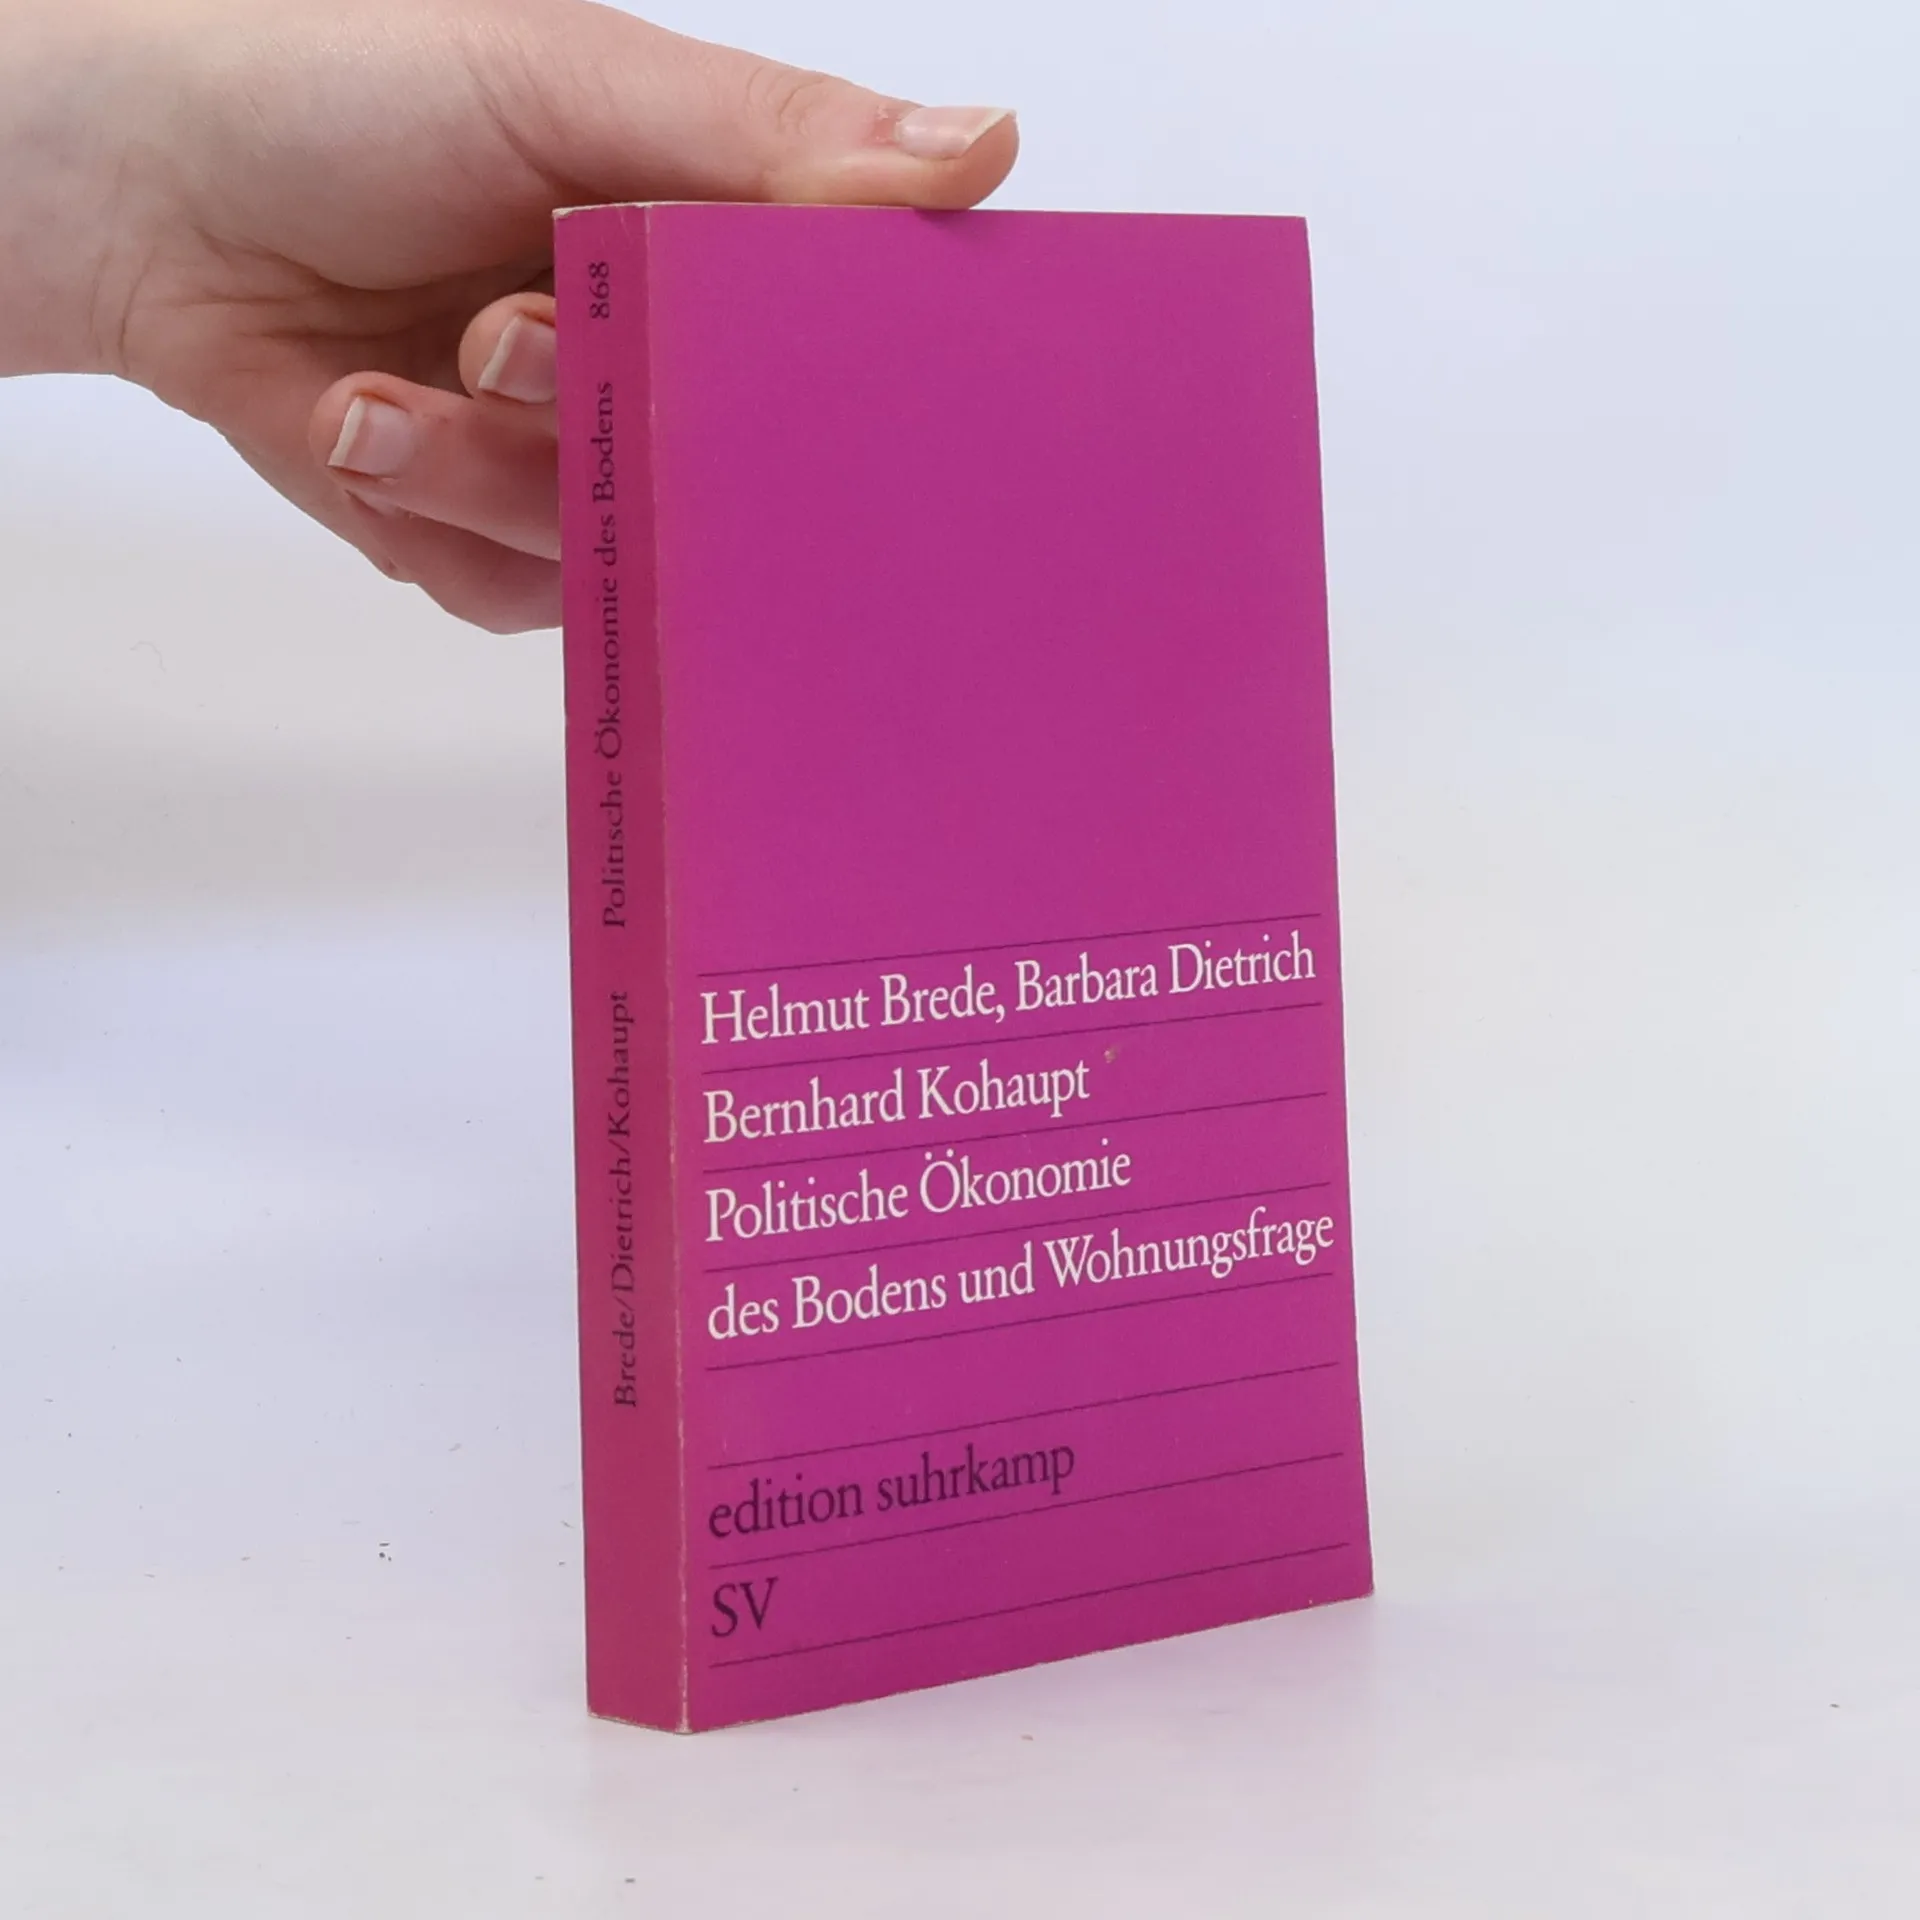 Helmut Brede, Barbara Dietrich
Bernhard Kohaupt
Politische Ökonomie
des Bodens und Wohnungsfrage
edition suhrkamp
SV
Brede/Dietrich/Kohaupt Politische Ökonomie des Bodens 868